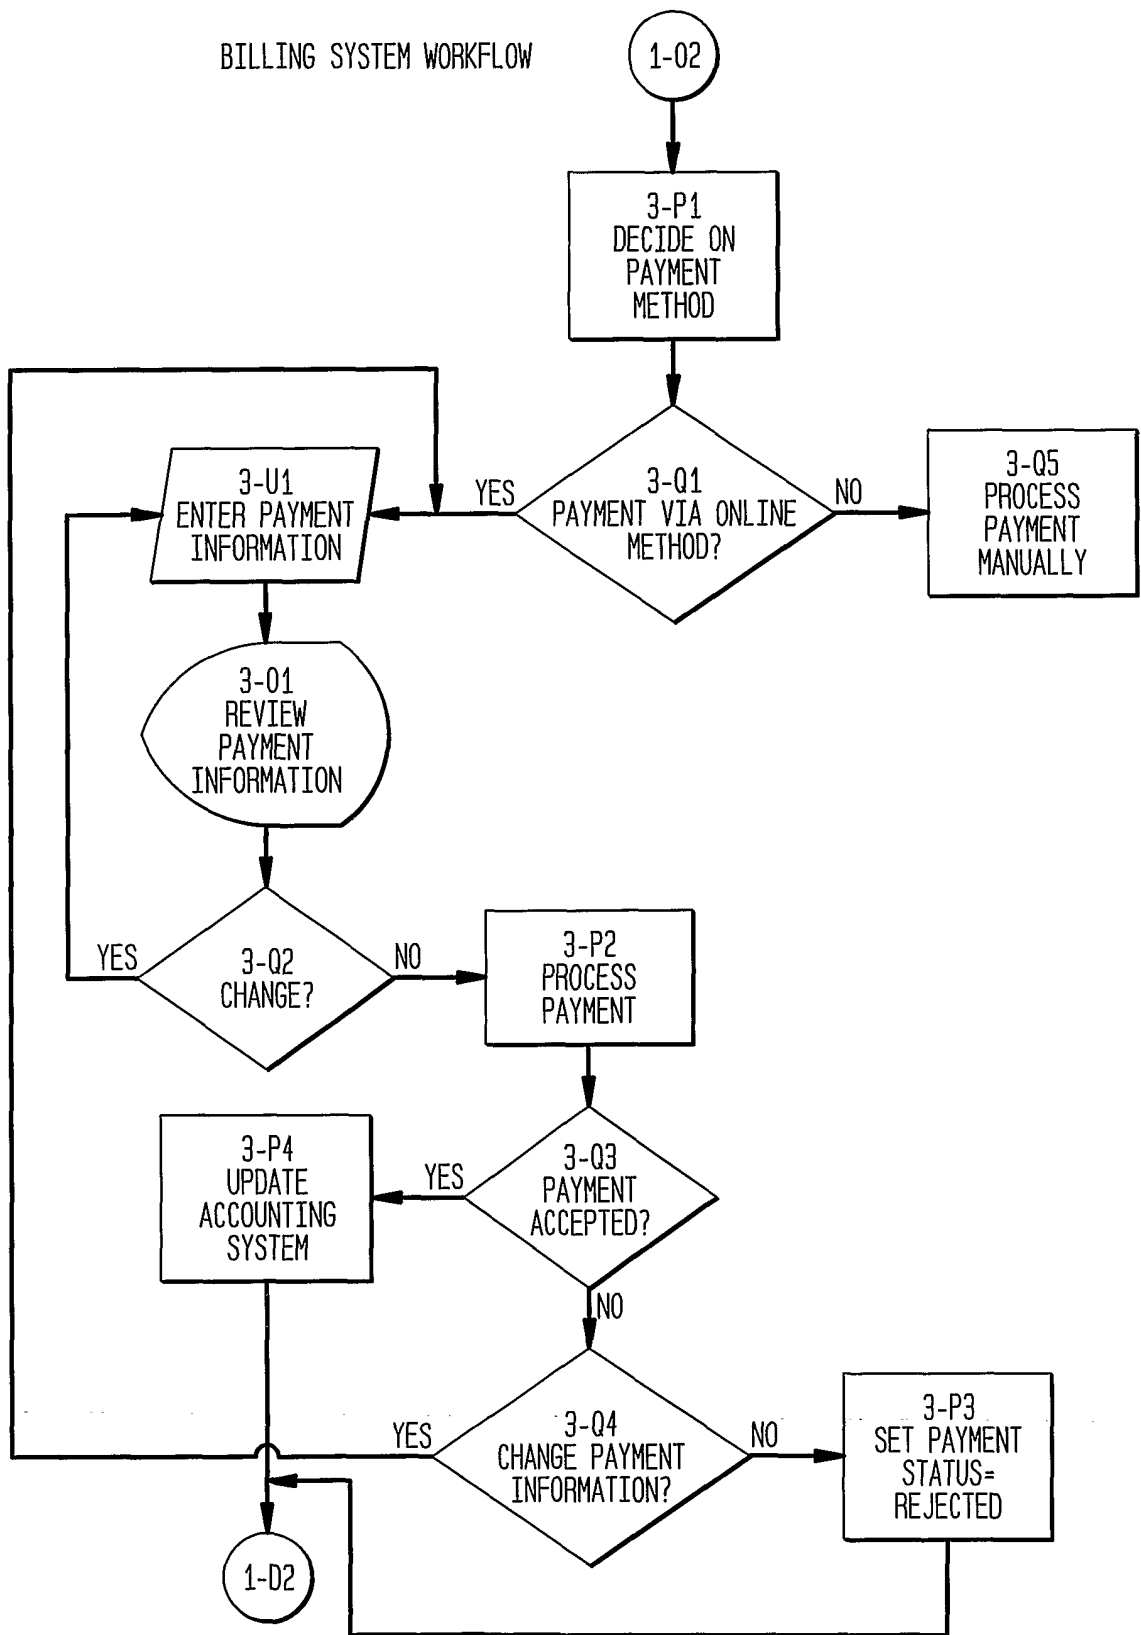 BILLING SYSTEM WORKFLOW
1-02
3-P1
DECIDE ON
PAYMENT
METHOD
3-Q1
PAYMENT VIA ONLINE
METHOD?
YES
NO
3-Q5
PROCESS
PAYMENT
MANUALLY
3-U1
ENTER PAYMENT
INFORMATION
3-01
REVIEW
PAYMENT
INFORMATION
3-Q2
CHANGE?
YES
NO
3-P2
PROCESS
PAYMENT
3-Q3
PAYMENT
ACCEPTED?
YES
NO
3-P4
UPDATE
ACCOUNTING
SYSTEM
3-Q4
CHANGE PAYMENT
INFORMATION?
YES
NO
3-P3
SET PAYMENT
STATUS=
REJECTED
1-D2